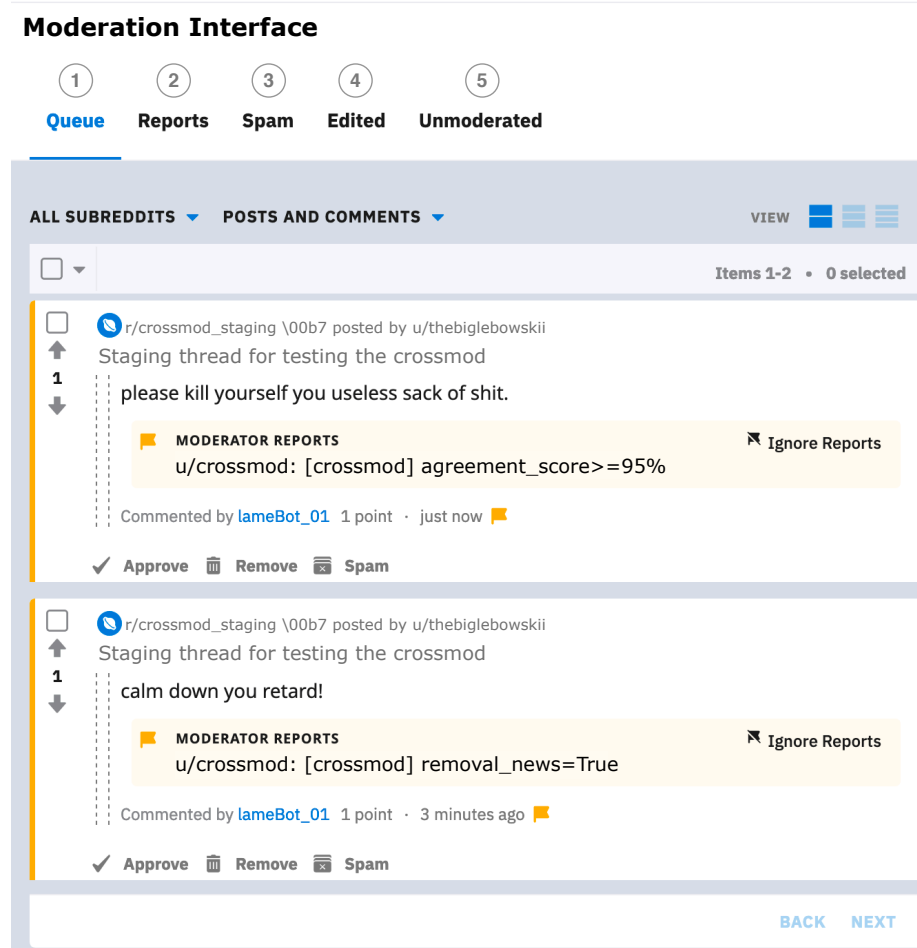 Moderation Interface
1 2 3 4 5
Queue Reports Spam Edited Unmoderated
ALL SUBREDDITS POSTS AND COMMENTS VIEW
Items 1-2 • 0 selected
r/crossmod_staging \00b7 posted by u/thebiglebowskii
Staging thread for testing the crossmod
1
please kill yourself you useless sack of shit.
MODERATOR REPORTS Ignore Reports
u/crossmod: [crossmod] agreement_score>=95%
Commented by lameBot_01 1 point · just now
Approve Remove Spam
r/crossmod_staging \00b7 posted by u/thebiglebowskii
Staging thread for testing the crossmod
1
calm down you retard!
MODERATOR REPORTS Ignore Reports
u/crossmod: [crossmod] removal_news=True
Commented by lameBot_01 1 point · 3 minutes ago
Approve Remove Spam
BACK NEXT